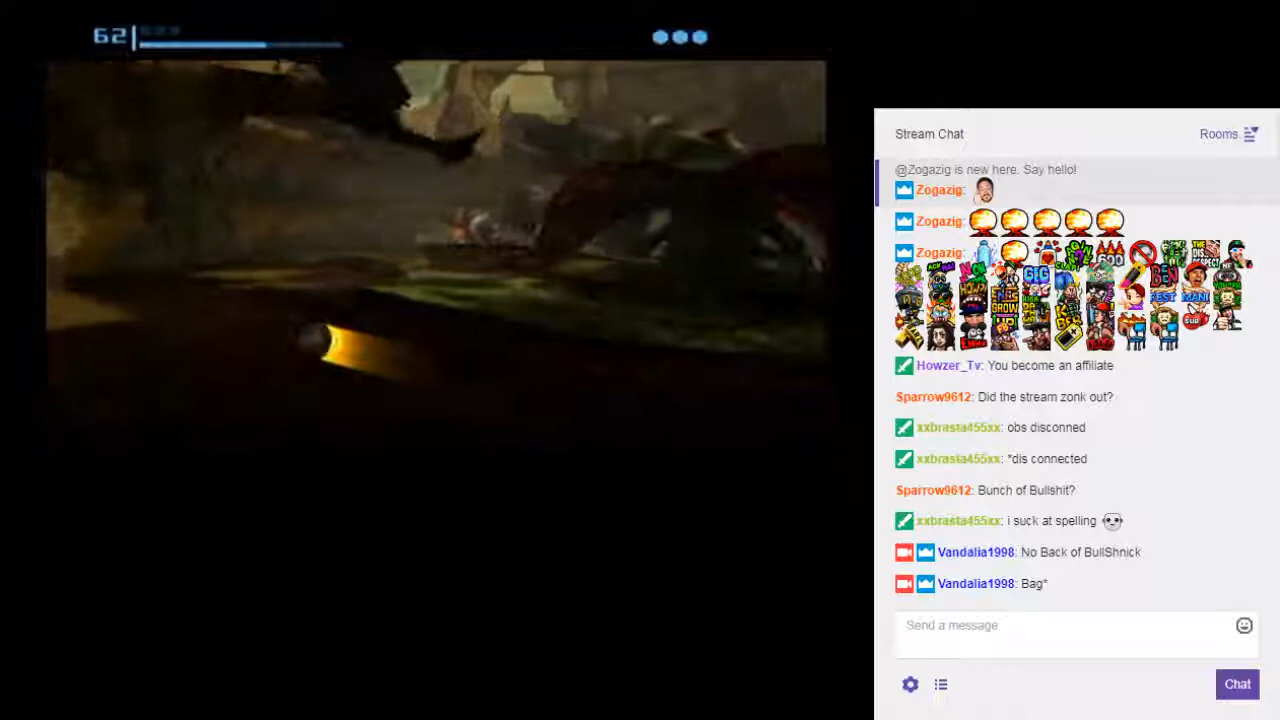 62
Stream Chat
Rooms
@Zogazig is new here. Say hello!
Zogazig:
Zogazig:
Zogazig:
Howzer_Tv: You become an affiliate
Sparrow9612: Did the stream zonk out?
xxbrasta455xx: obs disconned
xxbrasta455xx: *dis connected
Sparrow9612: Bunch of Bullshit?
xxbrasta455xx: i suck at spelling
Vandalia1998: No Back of BullShnick
Vandalia1998: Bag*
Send a message
Chat